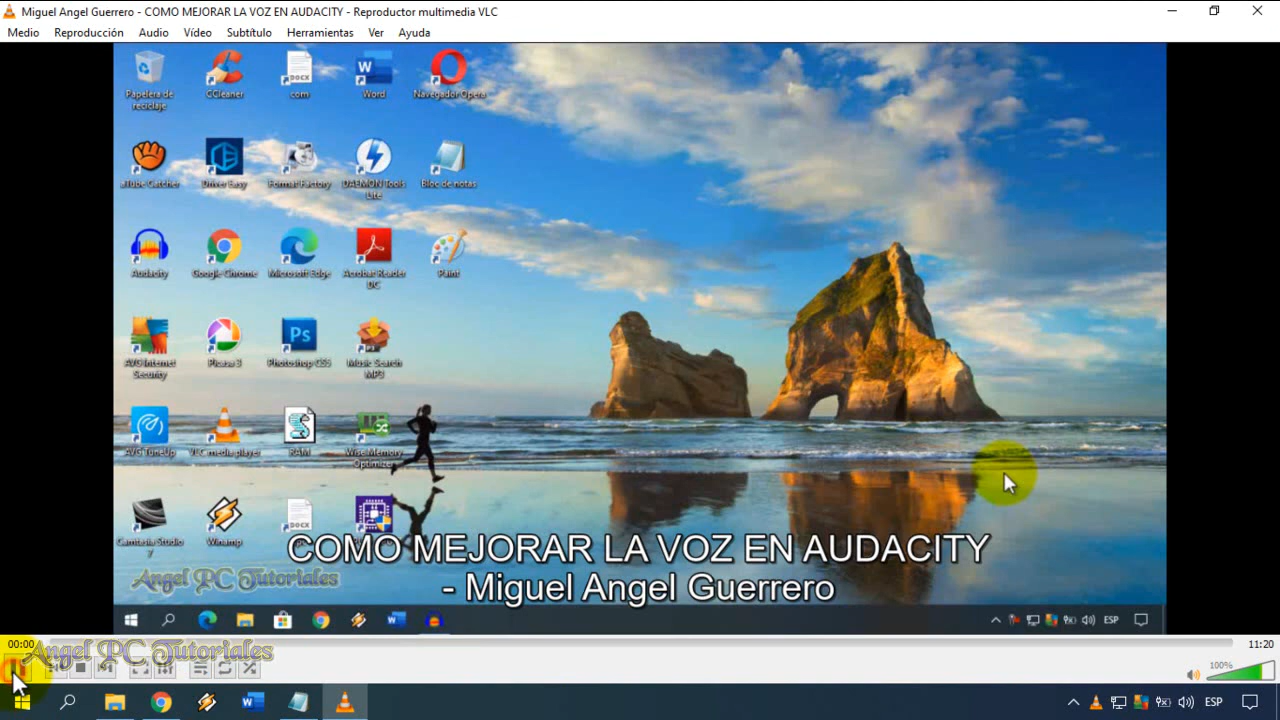 Miguel Angel Guerrero - COMO MEJORAR LA VOZ EN AUDACITY - Reproductor multimedia VLC
Medio Reproducción Audio Vídeo Subtítulo Herramientas Ver Ayuda
Papelera de reciclaje
CCleaner
Word
Navegador Opera
aTube Catcher
Driver Easy
Format Factory
DAEMON Tools Lite
Bloc de notas
Audacity
Google Chrome
Microsoft Edge
Acrobat Reader DC
Paint
AVG Internet Security
Picasa 3
Photoshop CS5
Music Search MP3
AVG TuneUp
VLC media player
RAM
Wise Memory Optimize
Camtasia Studio 7
Winamp
COMO MEJORAR LA VOZ EN AUDACITY
- Miguel Angel Guerrero
Angel PC Tutoriales
ESP
00:00
11:20
Angel PC Tutoriales
100%
ESP